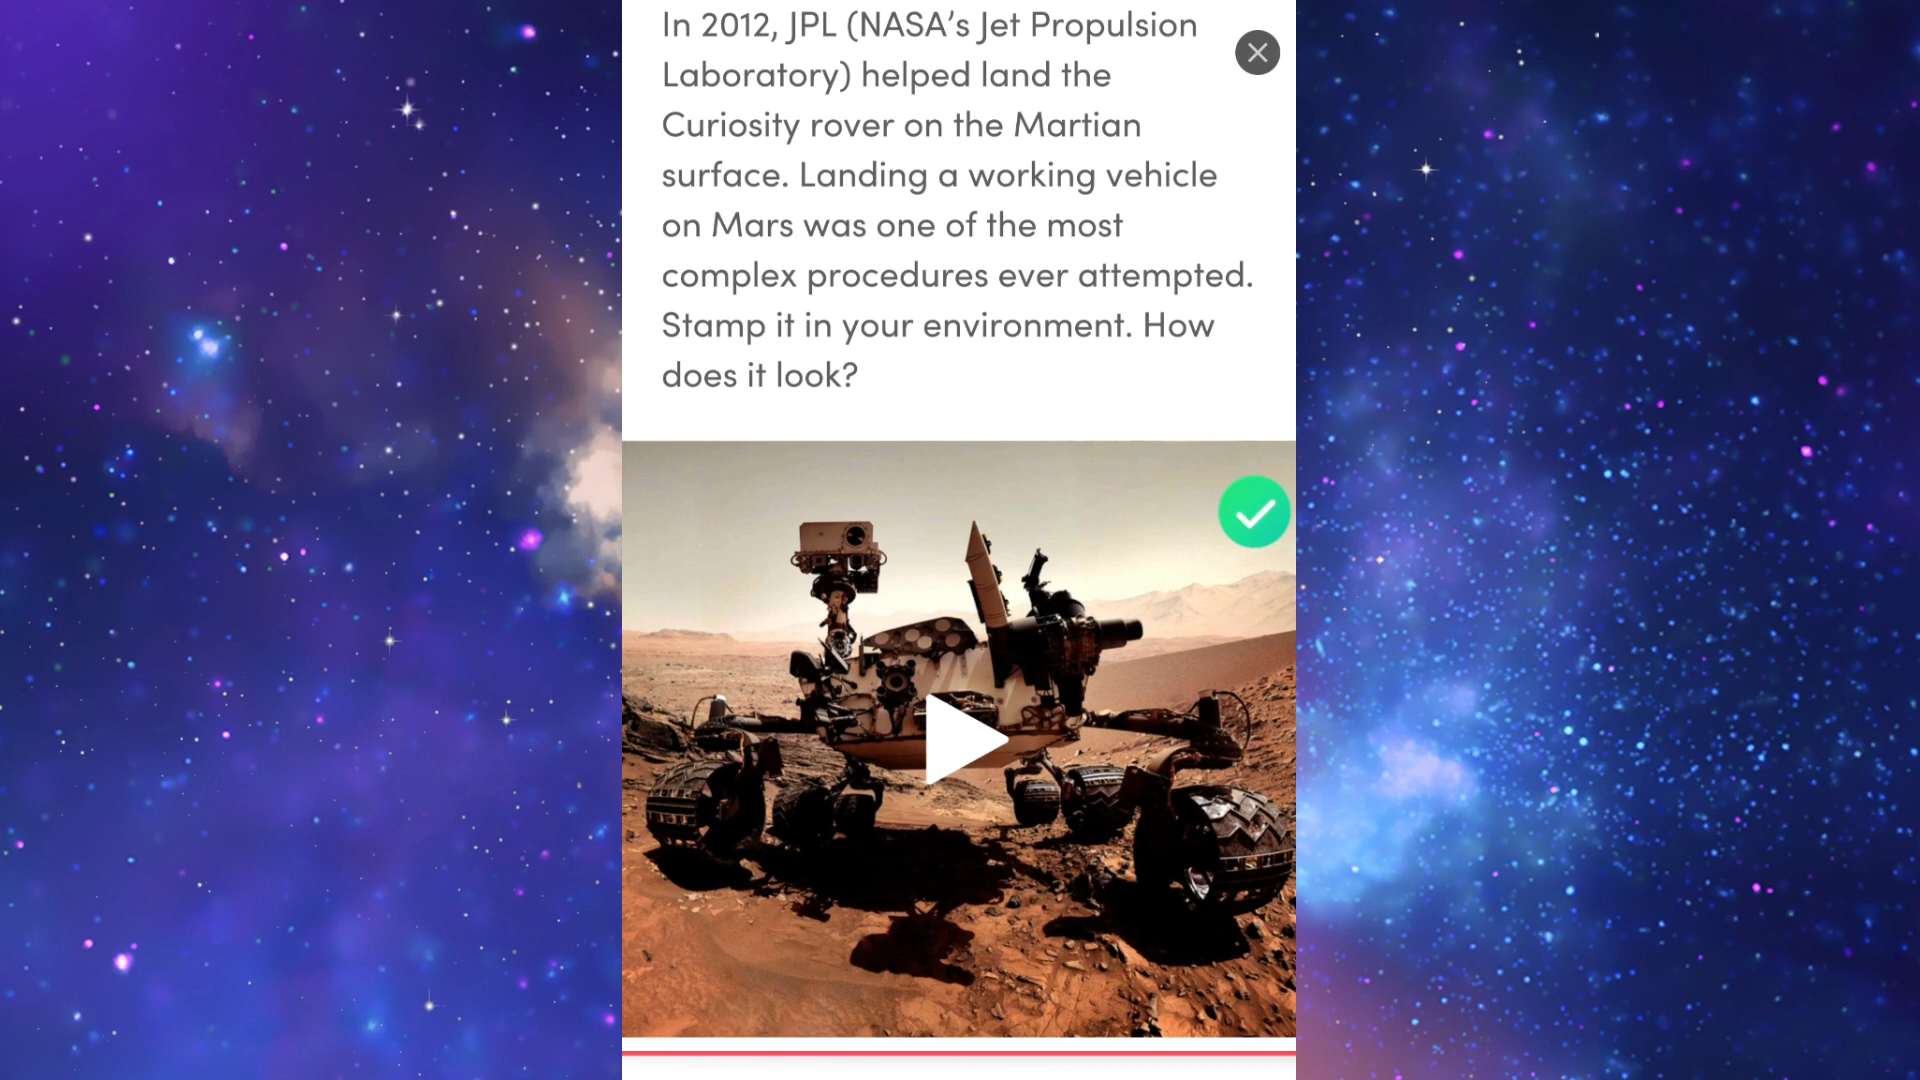 In 2012, JPL (NASA’s Jet Propulsion
Laboratory) helped land the
Curiosity rover on the Martian
surface. Landing a working vehicle
on Mars was one of the most
complex procedures ever attempted.
Stamp it in your environment. How
does it look?